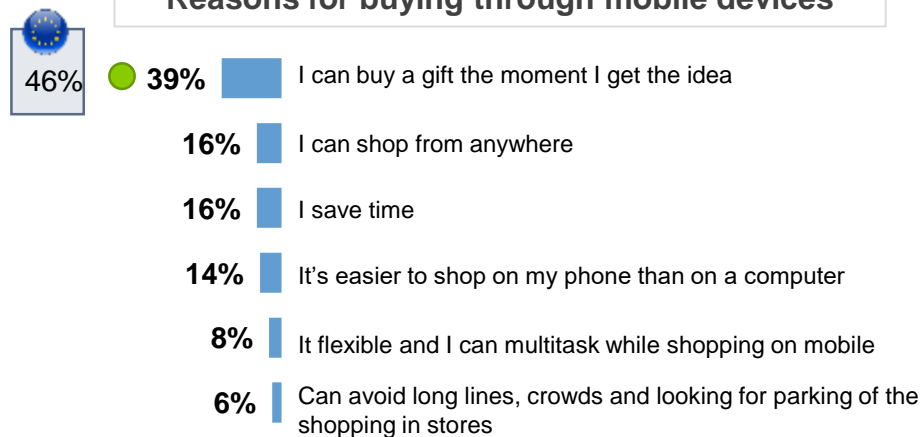 Reasons for buying through mobile devices
46%
39% I can buy a gift the moment I get the idea
16% I can shop from anywhere
16% I save time
14% It’s easier to shop on my phone than on a computer
8% It flexible and I can multitask while shopping on mobile
6% Can avoid long lines, crowds and looking for parking of the
shopping in stores